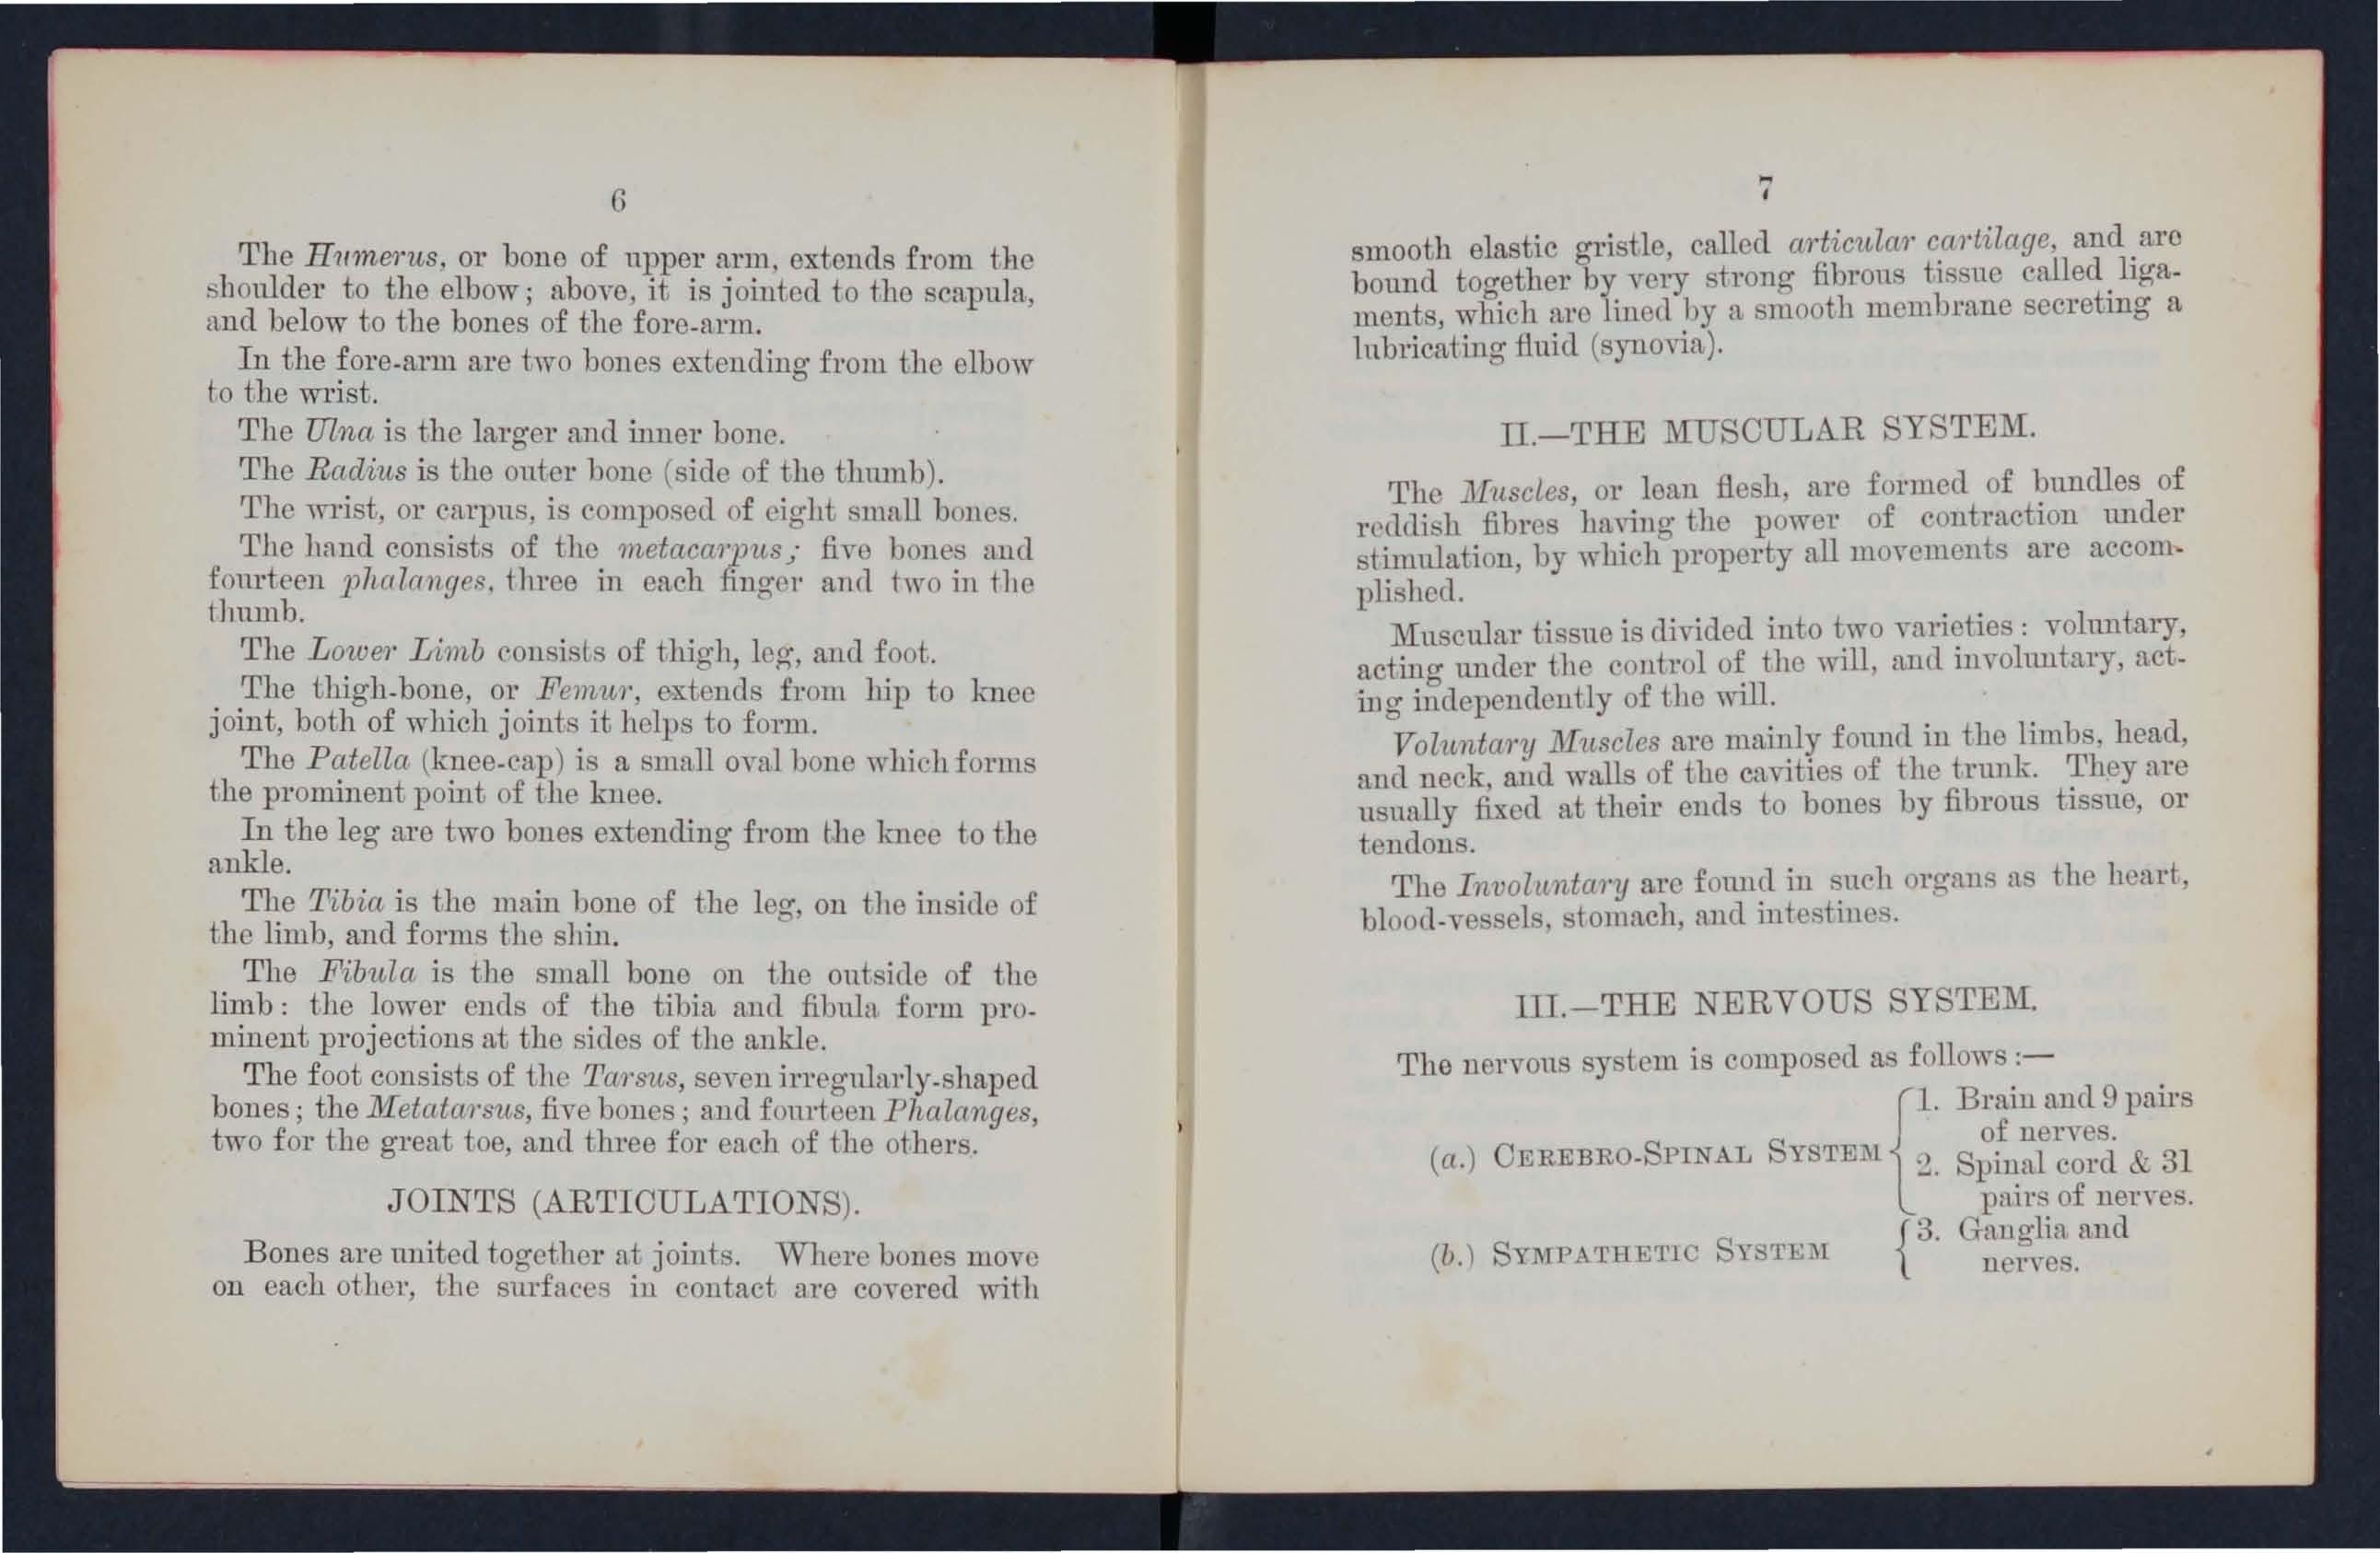 6
The Humerus, or bone of upper arm, extends from the
shoulder to the elbow; above, it is jointed to the scapula,
and below to the bones of the fore-arm.
In the fore-arm are two bones extending from the elbow
to the wrist.
The Ulna is the larger and inner bone.
The Radius is the outer bone (side of the thumb).
The wrist, or carpus, is composed of eight small bones.
The hand consists of the metacarpus; five bones and
fourteen phalanges, three in each finger and two in the
thumb.
The Lower Limb consists of thigh, leg, and foot.
The thigh-bone, or Femur, extends from hip to knee
joint, both of which joints it helps to form.
The Patella (knee-cap) is a small oval bone which forms
the prominent point of the knee.
In the leg are two bones extending from the knee to the
ankle.
The Tibia is the main bone of the leg, on the inside of
the limb, and forms the shin.
The Fibula is the small bone on the outside of the
limb: the lower ends of the tibia and fibula form pro-
minent projections at the sides of the ankle.
The foot consists of the Tarsus, seven irregularly-shaped
bones; the Metatarsus, five bones; and fourteen Phalanges,
two for the great toe, and three for each of the others.
JOINTS (ARTICULATIONS).
Bones are united together at joints. Where bones move
on each other, the surfaces in contact are covered with
7
smooth elastic gristle, called articular cartilage, and are
bound together by very strong fibrous tissue called liga-
ments, which are lined by a smooth membrane secreting a
lubricating fluid (synovia).
II.—THE MUSCULAR SYSTEM.
The Muscles, or lean flesh, are formed of bundles of
reddish fibres having the power of contraction under
stimulation, by which property all movements are accom-
plished.
Muscular tissue is divided into two varieties: voluntary,
acting under the control of the will, and involuntary, act-
ing independently of the will.
Voluntary Muscles are mainly found in the limbs, head,
and neck, and walls of the cavities of the trunk. They are
usually fixed at their ends to bones by fibrous tissue, or
tendons.
The Involuntary are found in such organs as the heart,
blood-vessels, stomach, and intestines.
III.—THE NERVOUS SYSTEM.
The nervous system is composed as follows:—
(a.) CEREBRO-SPINAL SYSTEM
1. Brain and 9 pairs
of nerves.
2. Spinal cord & 31
pairs of nerves.
(b.) SYMPATHETIC SYSTEM
3. Ganglia and
nerves.